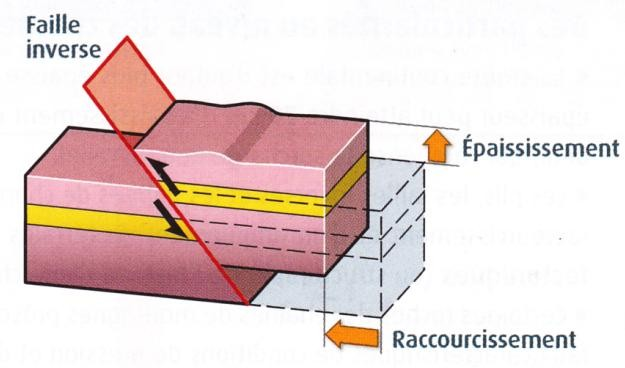 Faille
inverse
Épaississement
Raccourcissement